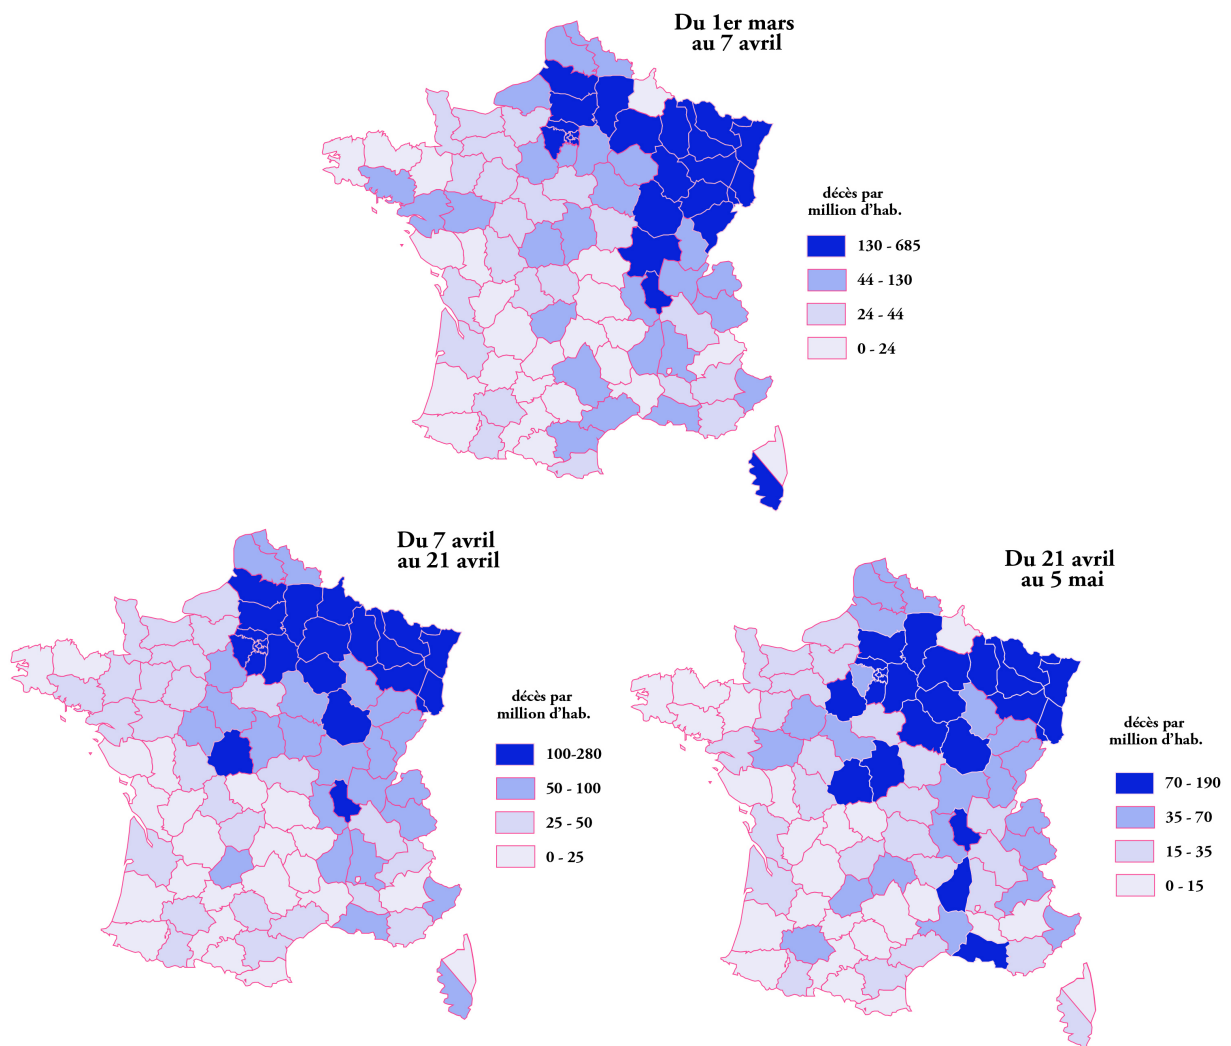 Du 1er mars
au 7 avril
décès par
million d'hab.
130 - 685
44 - 130
24 - 44
0 - 24
Du 7 avril
au 21 avril
décès par
million d'hab.
100-280
50 - 100
25 - 50
0 - 25
Du 21 avril
au 5 mai
décès par
million d'hab.
70 - 190
35 - 70
15 - 35
0 - 15